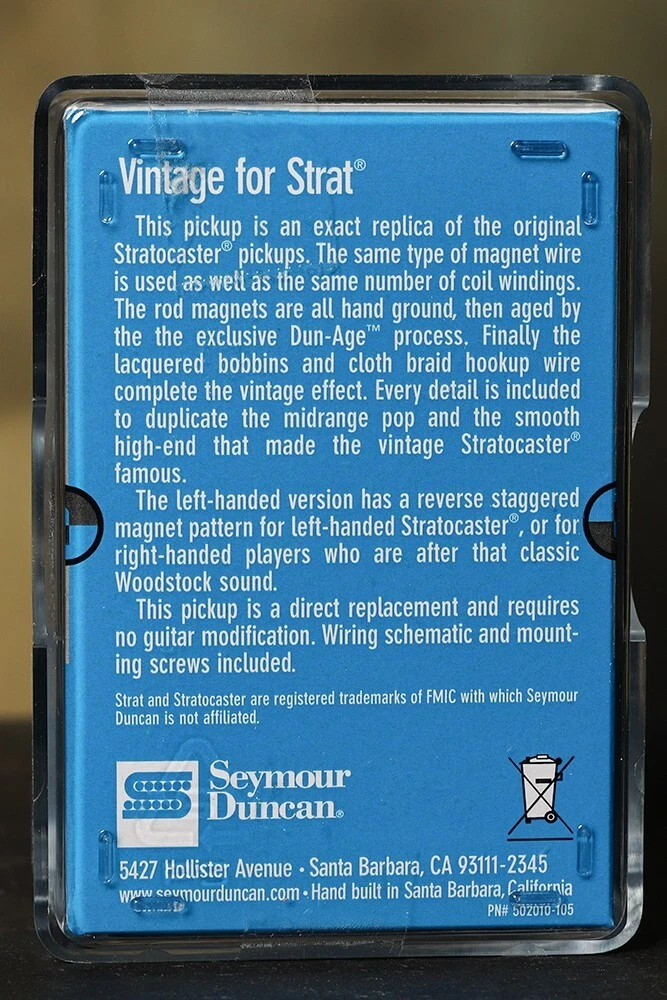 Vintage for Strat®
This pickup is an exact replica of the original
Stratocaster® pickups. The same type of magnet wire
is used as well as the same number of coil windings.
The rod magnets are all hand ground, then aged by
the the exclusive Dun-Age™ process. Finally the
lacquered bobbins and cloth braid hookup wire
complete the vintage effect. Every detail is included
to duplicate the midrange pop and the smooth
high-end that made the vintage Stratocaster®
famous.
The left-handed version has a reverse staggered
magnet pattern for left-handed Stratocaster®, or for
right-handed players who are after that classic
Woodstock sound.
This pickup is a direct replacement and requires
no guitar modification. Wiring schematic and mount-
ing screws included.
Strat and Stratocaster are registered trademarks of FMIC with which Seymour
Duncan is not affiliated.
Seymour
Duncan®
5427 Hollister Avenue • Santa Barbara, CA 93111-2345
www.seymourduncan.com • Hand built in Santa Barbara, California
PN# 502010-105